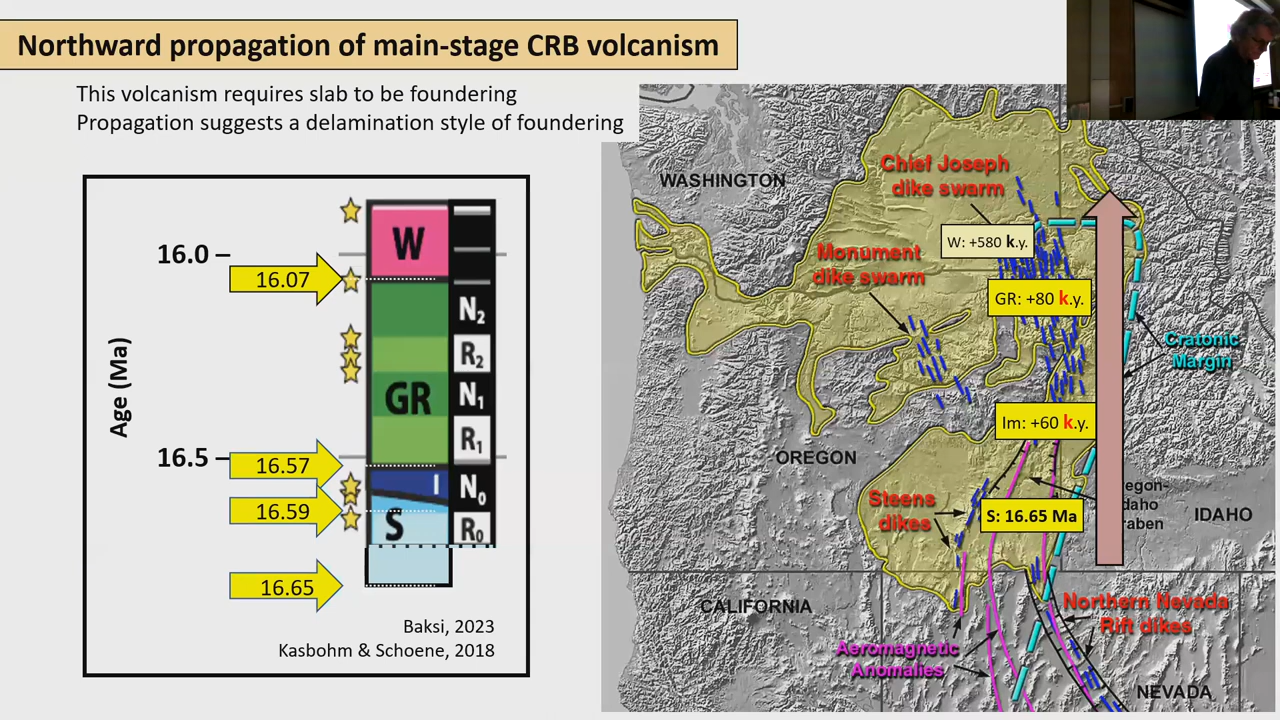 Northward propagation of main-stage CRB volcanism
This volcanism requires slab to be foundering
Propagation suggests a delamination style of foundering
Age (Ma)
16.0
16.5
16.07
16.57
16.59
16.65
W
GR
I
S
N2
R2
N1
R1
N0
R0
Baksi, 2023
Kasbohm & Schoene, 2018
WASHINGTON
Chief Joseph
dike swarm
W: +580 k.y.
Monument
dike swarm
GR: +80 k.y.
Cratonic
Margin
Im: +60 k.y.
OREGON
Steens
dikes
S: 16.65 Ma
IDAHO
CALIFORNIA
Northern Nevada
Rift dikes
Aeromagnetic
Anomalies
NEVADA